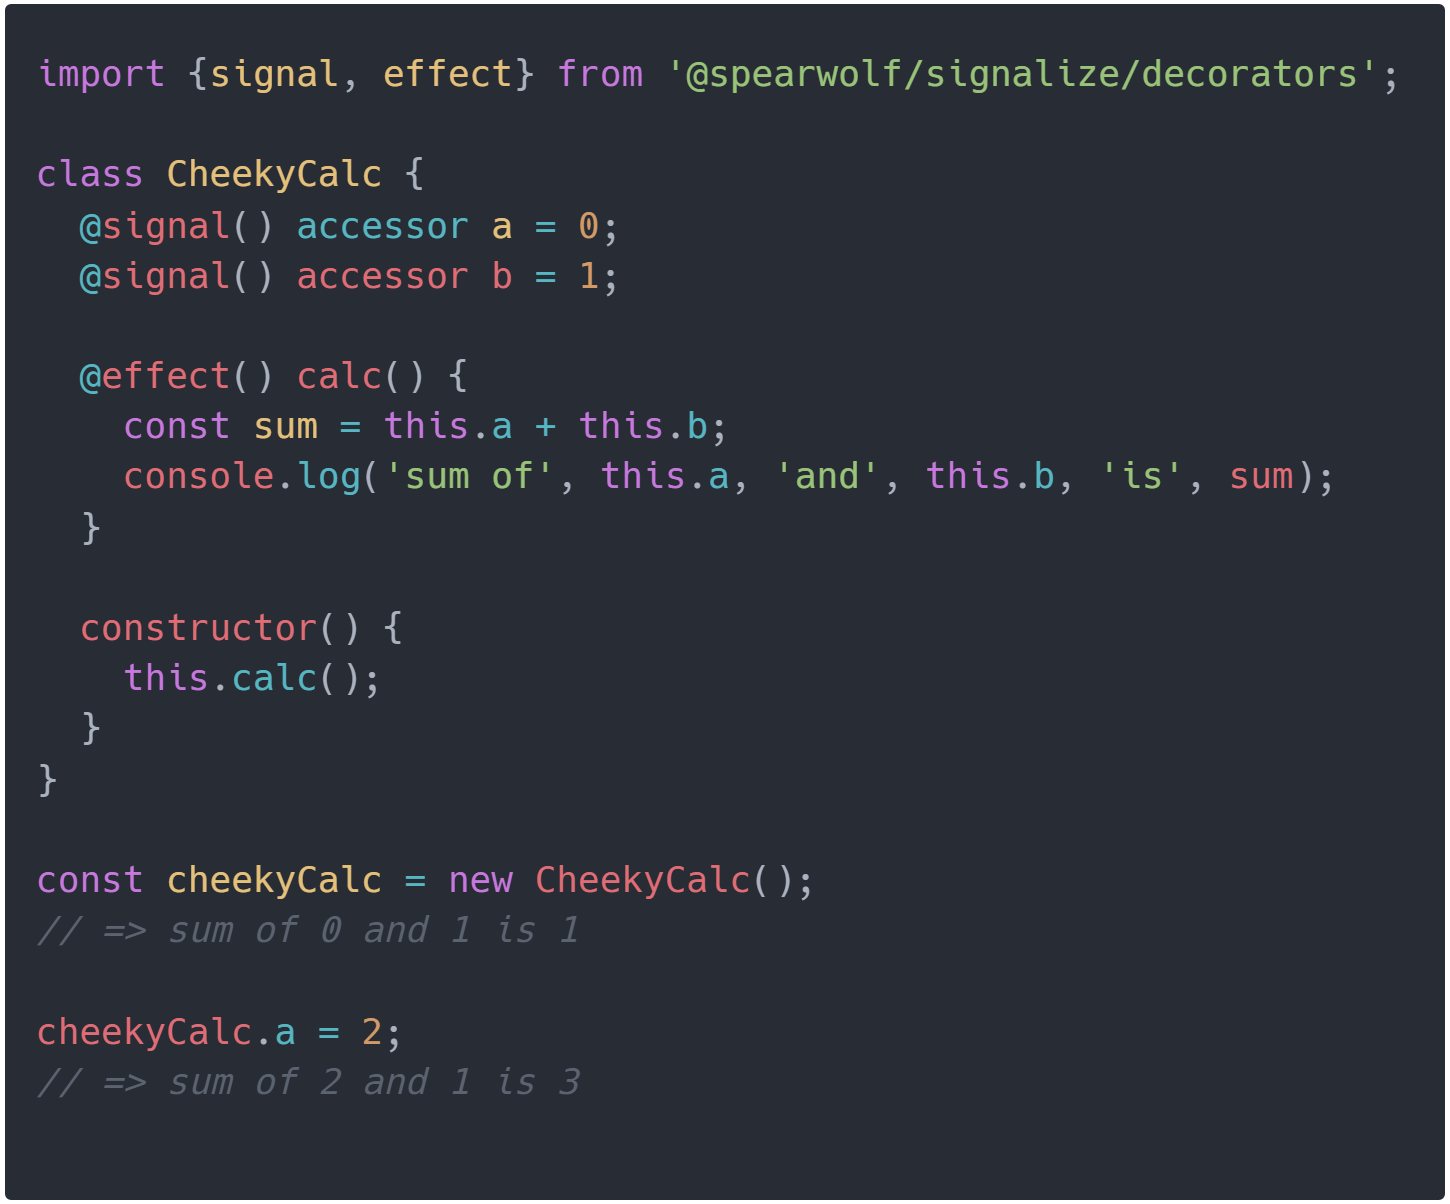 import {signal, effect} from '@spearwolf/signalize/decorators';

class CheekyCalc {
  @signal() accessor a = 0;
  @signal() accessor b = 1;

  @effect() calc() {
    const sum = this.a + this.b;
    console.log('sum of', this.a, 'and', this.b, 'is', sum);
  }

  constructor() {
    this.calc();
  }
}

const cheekyCalc = new CheekyCalc();
// => sum of 0 and 1 is 1

cheekyCalc.a = 2;
// => sum of 2 and 1 is 3